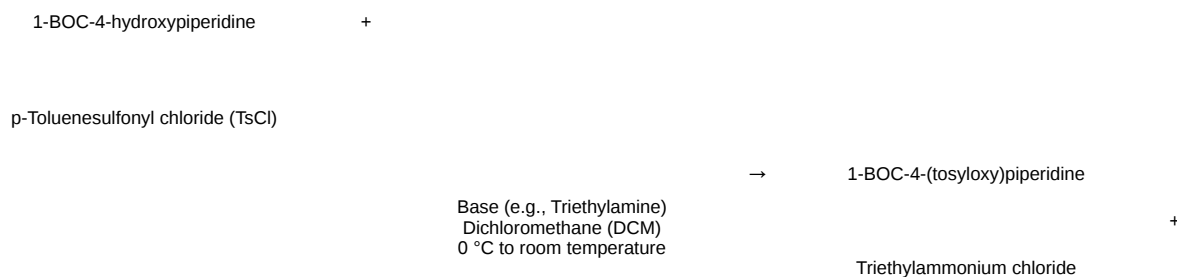 1-BOC-4-hydroxypiperidine +
p-Toluenesulfonyl chloride (TsCl)
→ 1-BOC-4-(tosyloxy)piperidine
Base (e.g., Triethylamine)
Dichloromethane (DCM) +
0 °C to room temperature
Triethylammonium chloride